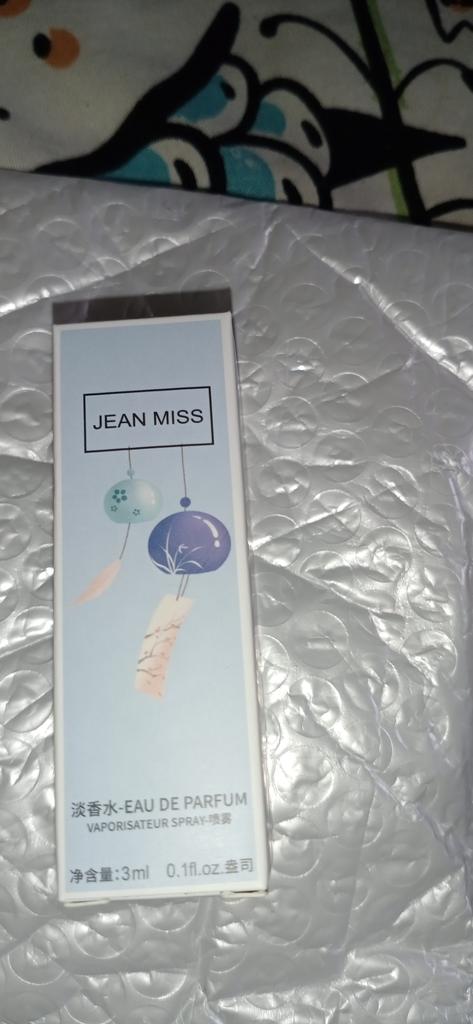 JEAN MISS
淡香水-EAU DE PARFUM
VAPORISATEUR SPRAY-喷雾
净含量:3ml 0.1fl.oz.盎司